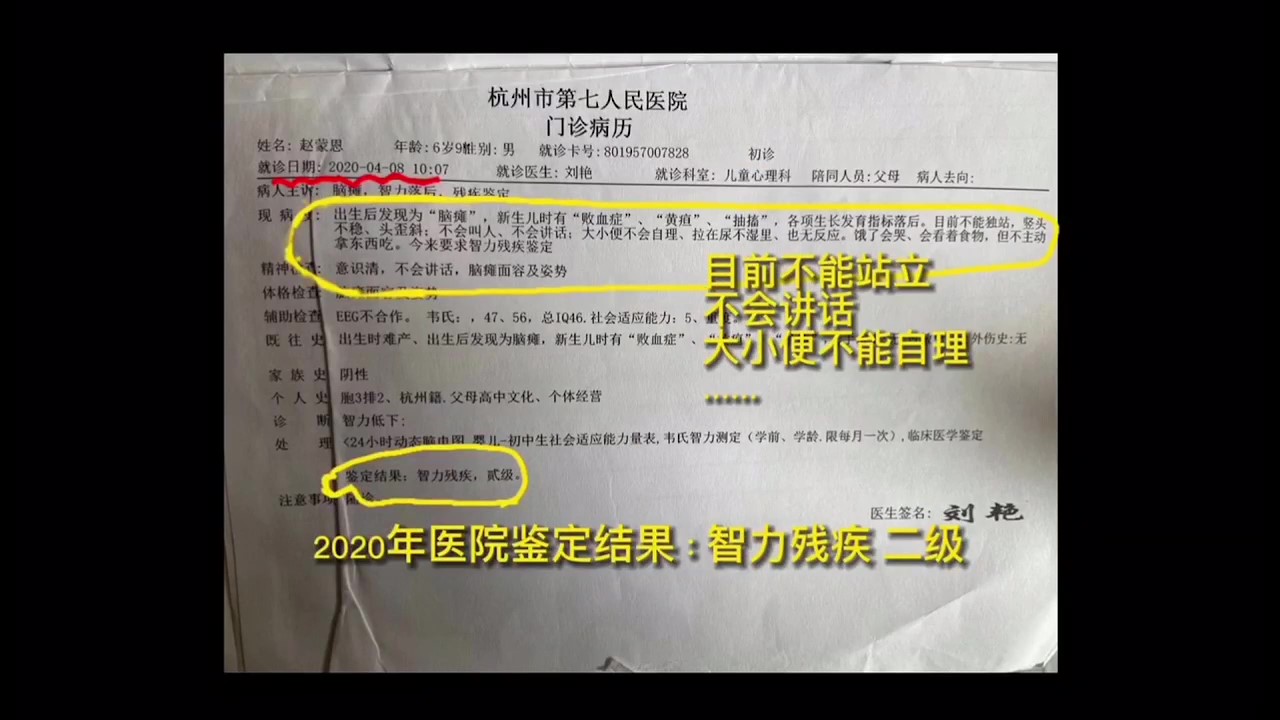 杭州市第七人民医院
门诊病历
姓名: 赵蒙恩 年龄:6岁9 性别: 男 就诊卡号:801957007828 初诊
就诊日期: 2020-04-08 10:07 就诊医生: 刘艳 就诊科室: 儿童心理科 陪同人员:父母 病人去向:
病人主诉: 脑瘫, 智力落后、残疾鉴定
现病史: 出生后发现为“脑瘫”, 新生儿时有“败血症”、“黄疸”、“抽搐”, 各项生长发育指标落后。目前不能独站, 竖头
不稳、头歪斜; 不会叫人、不会讲话; 大小便不会自理、拉在尿不湿里、也无反应。饿了会哭、会看着食物, 但不主动
拿东西吃。今来要求智力残疾鉴定
精神检查: 意识清, 不会讲话, 脑瘫面容及姿势
目前不能站立
体格检查 脑瘫面容及姿势
不会讲话
辅助检查 EEG不合作。 韦氏: , 47、56, 总IQ46.社会适应能力: 5、
既往史 出生时难产、出生后发现为脑瘫, 新生儿时有“败血症”、 外伤史:无
大小便不能自理
家族史 阴性
个人史 胞3排2、杭州籍.父母高中文化、个体经营
······
诊断 智力低下:
处理 <24小时动态脑电图,婴儿-初中生社会适应能力量表,韦氏智力测定(学前、学龄.限每月一次),临床医学鉴定
鉴定结果: 智力残疾, 贰级。
注意事项
医生签名: 刘艳
2020年医院鉴定结果:智力残疾 二级